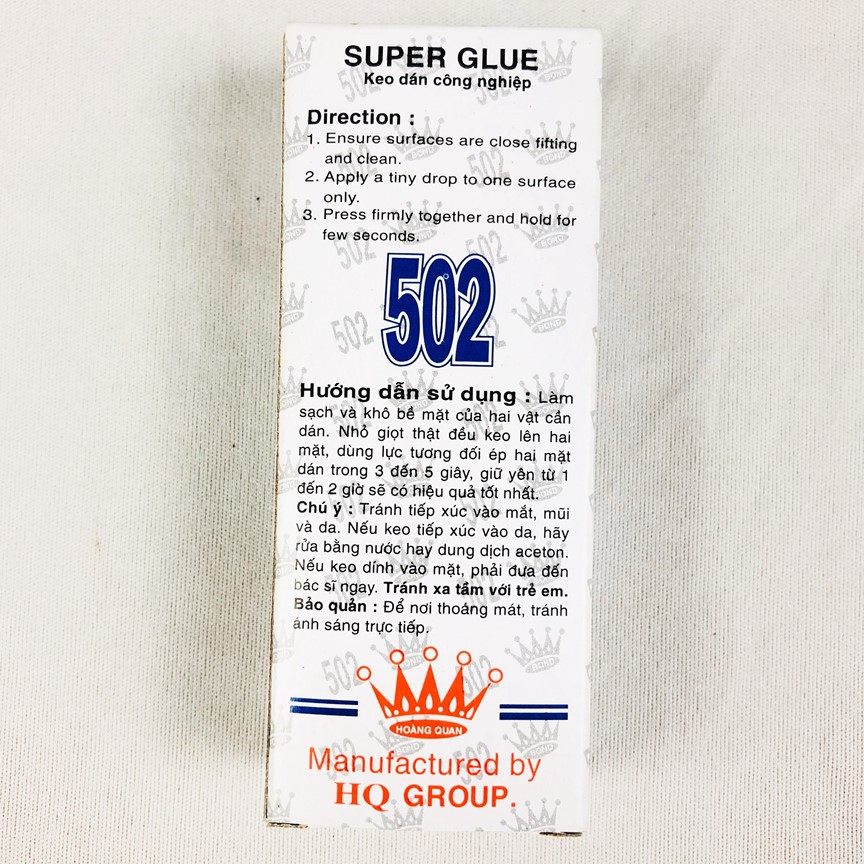 SUPER GLUE
Keo dán công nghiệp
Direction :
1. Ensure surfaces are close fifting
and clean.
2. Apply a tiny drop to one surface
only.
3. Press firmly together and hold for
few seconds.
502
Hướng dẫn sử dụng : Làm
sạch và khô bề mặt của hai vật cần
dán. Nhỏ giọt thật đều keo lên hai
mặt, dùng lực tương đối ép hai mặt
dán trong 3 đến 5 giây, giữ yên từ 1
đến 2 giờ sẽ có hiệu quả tốt nhất.
Chú ý : Tránh tiếp xúc vào mắt, mũi
và da. Nếu keo tiếp xúc vào da, hãy
rửa bằng nước hay dung dịch aceton.
Nếu keo dính vào mặt, phải đưa đến
bác sĩ ngay. Tránh xa tầm với trẻ em.
Bảo quản : Để nơi thoáng mát, tránh
ánh sáng trực tiếp.
HOÀNG QUAN
Manufactured by
HQ GROUP.